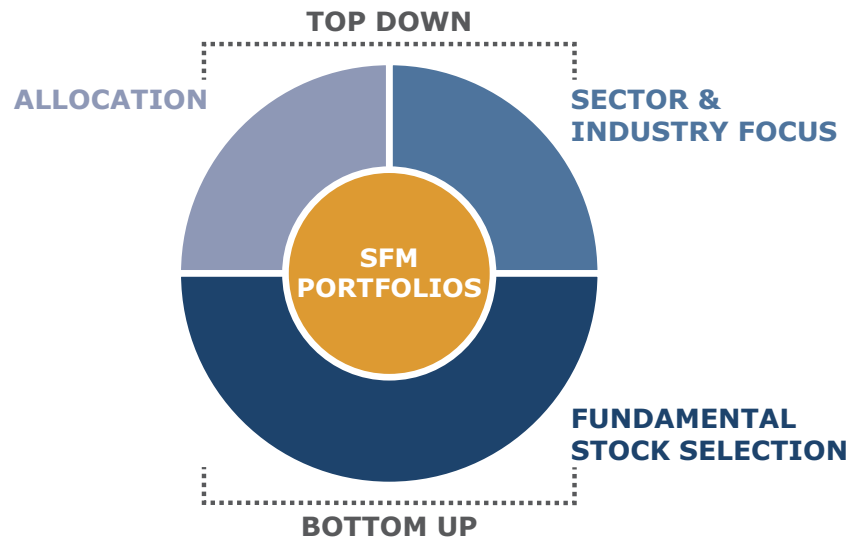 TOP DOWN
ALLOCATION
SECTOR &
INDUSTRY FOCUS
SFM
PORTFOLIOS
FUNDAMENTAL
STOCK SELECTION
BOTTOM UP